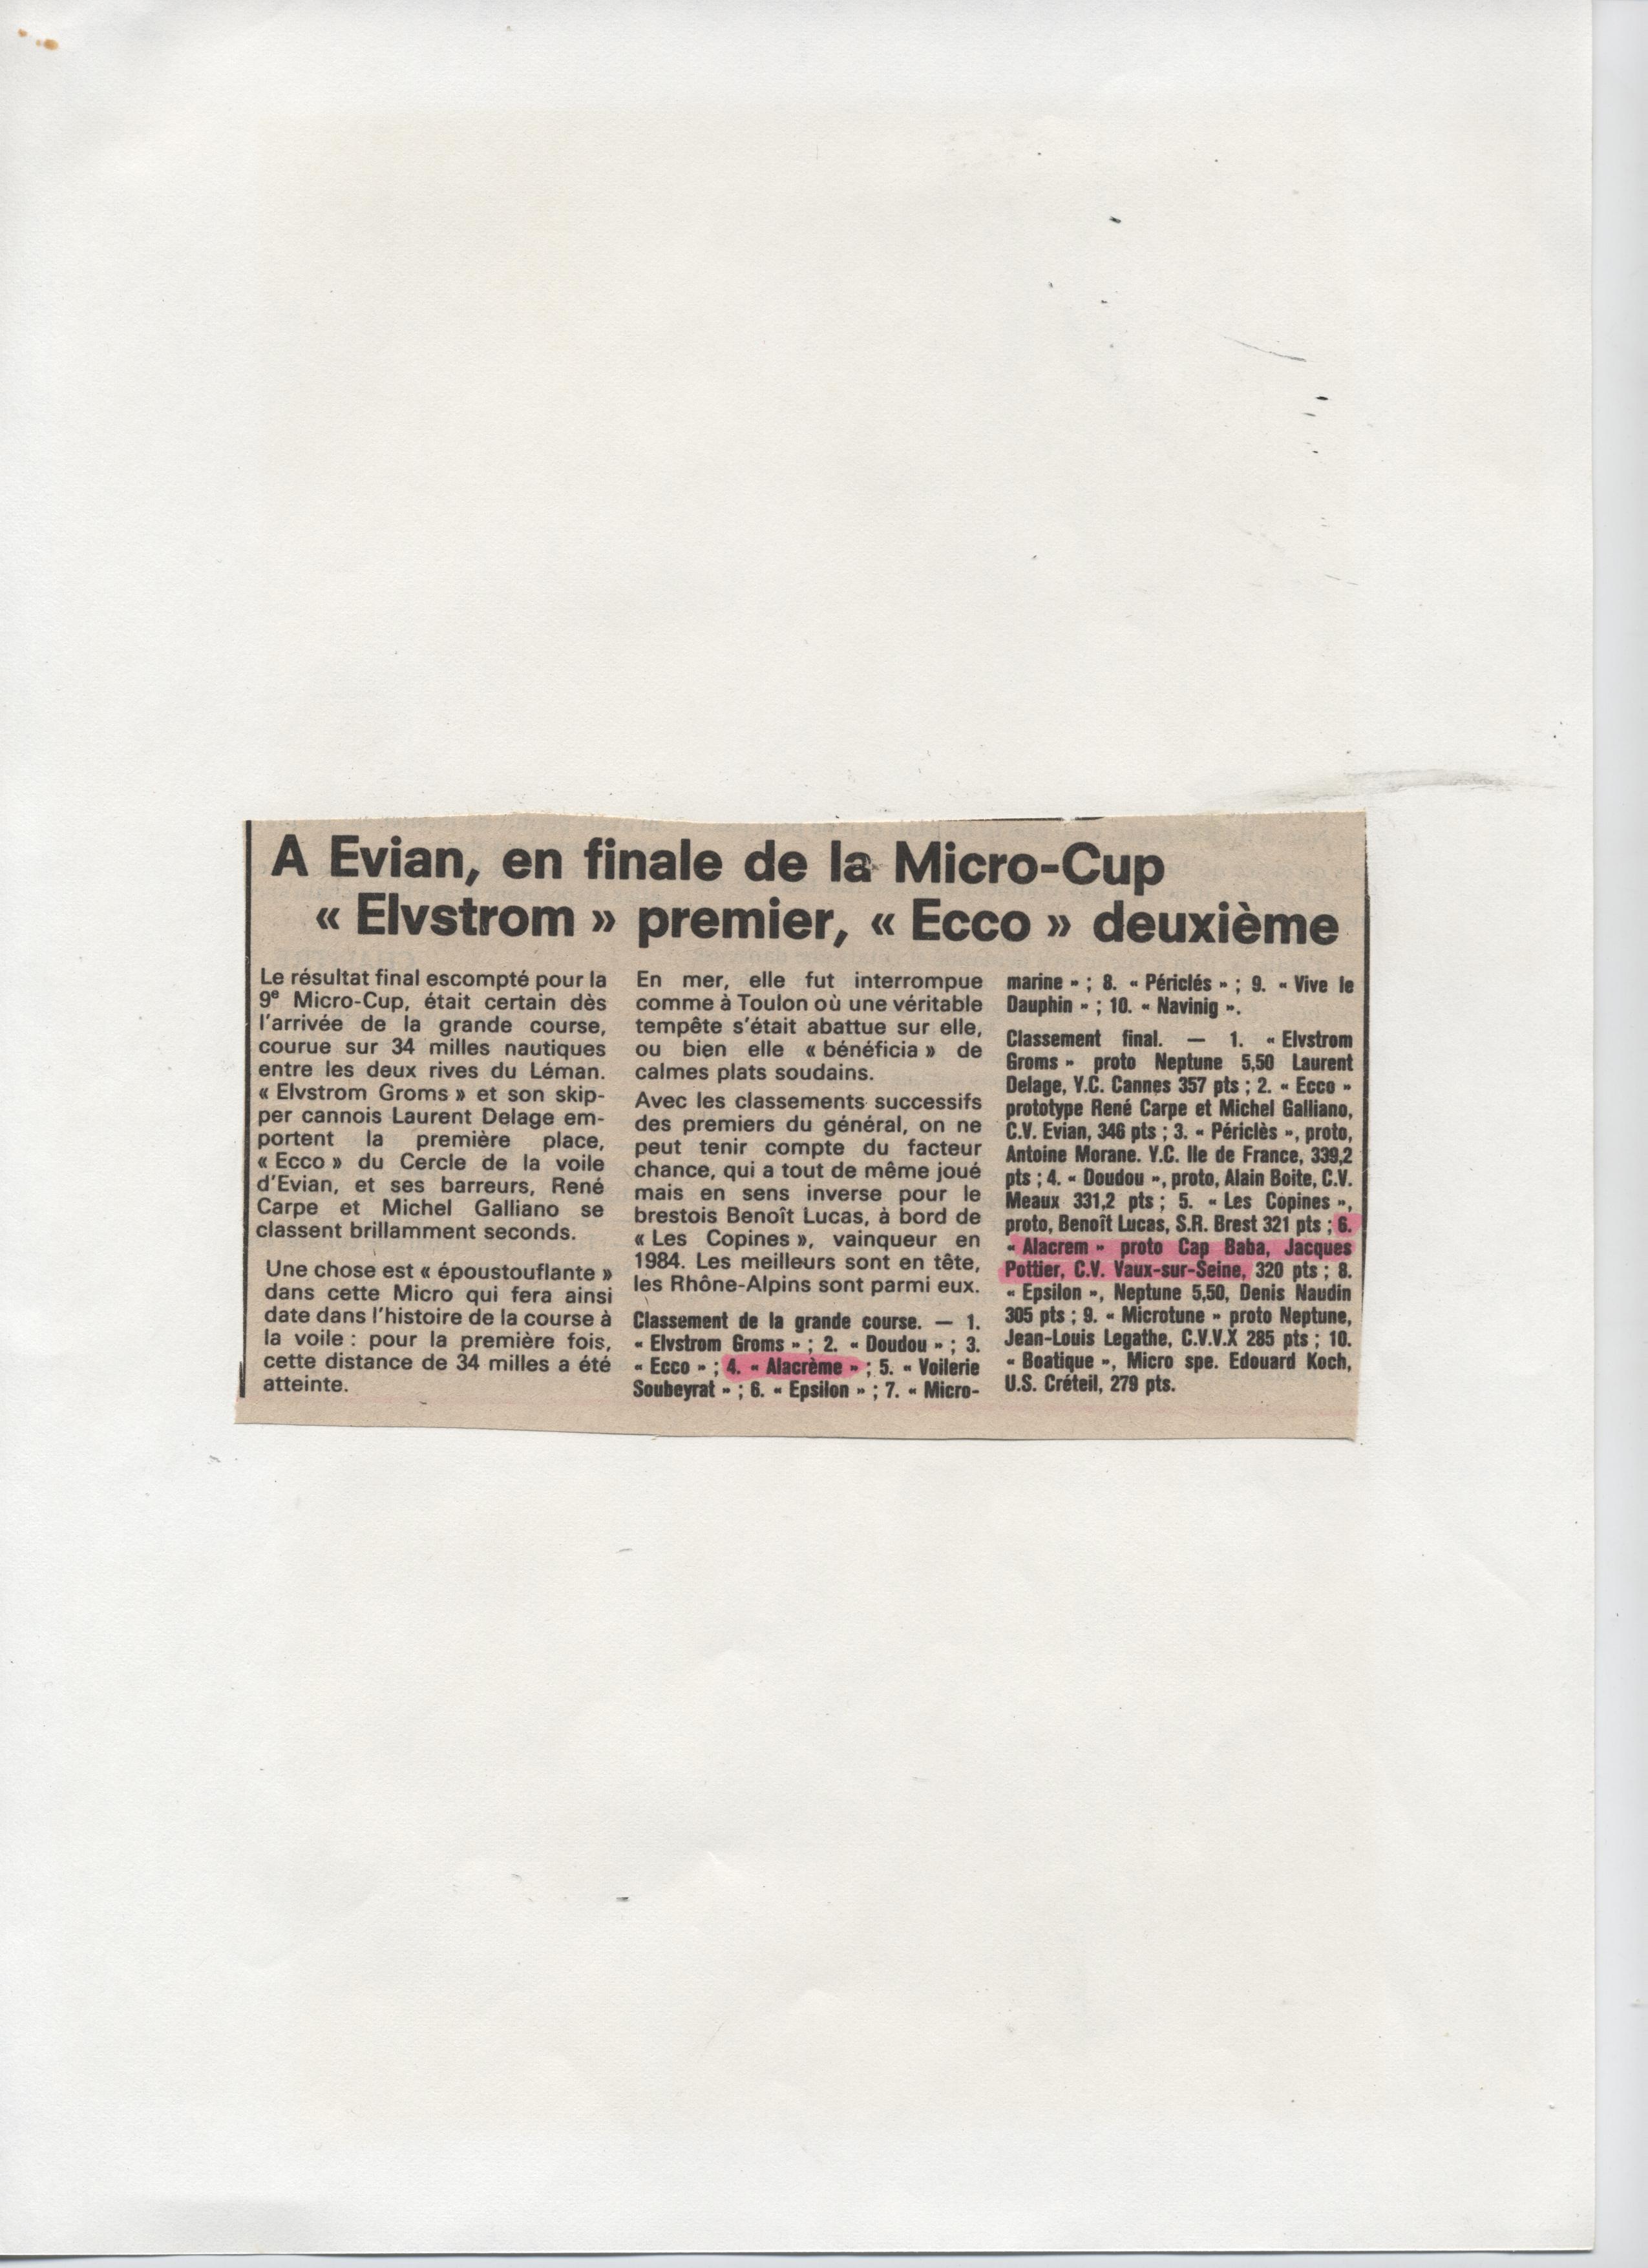 A Evian, en finale de la Micro-Cup
« Elvstrom » premier, « Ecco » deuxième
Le résultat final escompté pour la
9e Micro-Cup, était certain dès
l'arrivée de la grande course,
courue sur 34 milles nautiques
entre les deux rives du Léman.
« Elvstrom Groms » et son skip-
per cannois Laurent Delage em-
portent la première place,
« Ecco » du Cercle de la voile
d'Evian, et ses barreurs, René
Carpe et Michel Galliano se
classent brillamment seconds.
Une chose est « époustouflante »
dans cette Micro qui fera ainsi
date dans l'histoire de la course à
la voile : pour la première fois,
cette distance de 34 milles a été
atteinte.
En mer, elle fut interrompue
comme à Toulon où une véritable
tempête s'était abattue sur elle,
ou bien elle « bénéficia » de
calmes plats soudains.
Avec les classements successifs
des premiers du général, on ne
peut tenir compte du facteur
chance, qui a tout de même joué
mais en sens inverse pour le
brestois Benoît Lucas, à bord de
« Les Copines », vainqueur en
1984. Les meilleurs sont en tête,
les Rhône-Alpins sont parmi eux.
Classement de la grande course. — 1.
« Elvstrom Groms » ; 2. « Doudou » ; 3.
« Ecco » ; 4. « Alacrème » ; 5. « Voilerie
Soubeyrat » ; 6. « Epsilon » ; 7. « Micro-
marine » ; 8. « Périclés » ; 9. « Vive le
Dauphin » ; 10. « Navinig ».
Classement final. — 1. « Elvstrom
Groms » proto Neptune 5,50 Laurent
Delage, Y.C. Cannes 357 pts ; 2. « Ecco »
prototype René Carpe et Michel Galliano,
C.V. Evian, 346 pts ; 3. « Périclès », proto,
Antoine Morane. Y.C. Ile de France, 339,2
pts ; 4. « Doudou », proto, Alain Boite, C.V.
Meaux 331,2 pts ; 5. « Les Copines »,
proto, Benoît Lucas, S.R. Brest 321 pts ; 6.
« Alacrem » proto Cap Baba, Jacques
Pottier, C.V. Vaux-sur-Seine, 320 pts ; 8.
« Epsilon », Neptune 5,50, Denis Naudin
305 pts ; 9. « Microtune » proto Neptune,
Jean-Louis Legathe, C.V.V.X 285 pts ; 10.
« Boatique », Micro spe. Edouard Koch,
U.S. Créteil, 279 pts.